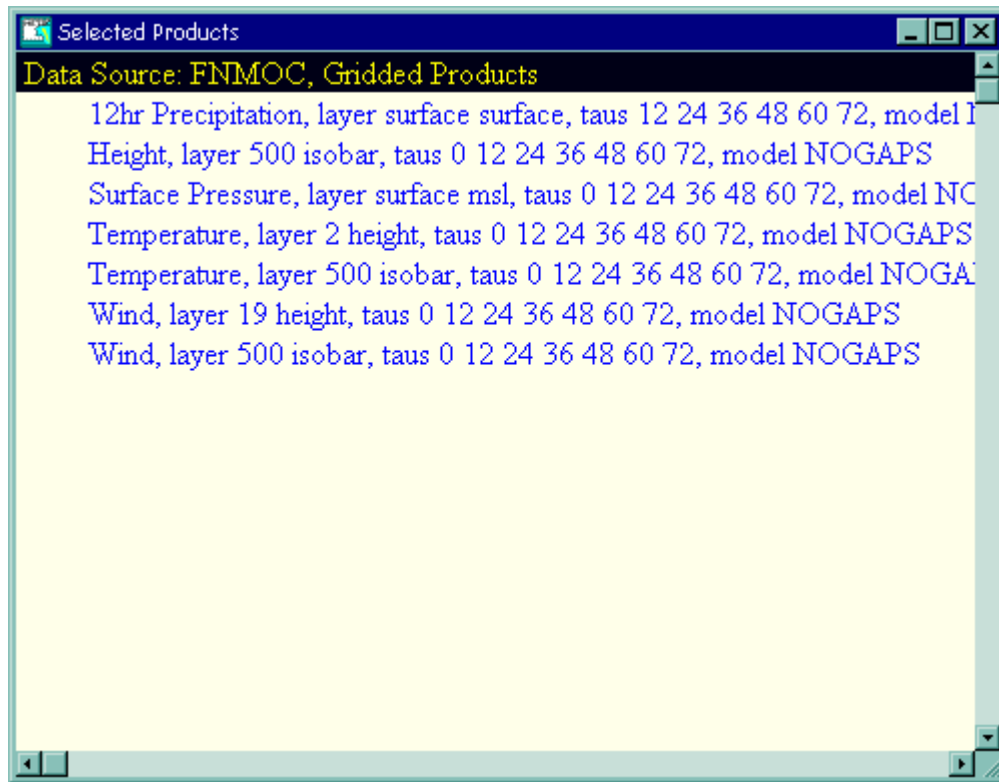 Selected Products
Data Source: FNMOC, Gridded Products
12hr Precipitation, layer surface surface, taus 12 24 36 48 60 72, model
Height, layer 500 isobar, taus 0 12 24 36 48 60 72, model NOGAPS
Surface Pressure, layer surface msl, taus 0 12 24 36 48 60 72, model
Temperature, layer 2 height, taus 0 12 24 36 48 60 72, model NOGAPS
Temperature, layer 500 isobar, taus 0 12 24 36 48 60 72, model
Wind, layer 19 height, taus 0 12 24 36 48 60 72, model NOGAPS
Wind, layer 500 isobar, taus 0 12 24 36 48 60 72, model NOGAPS